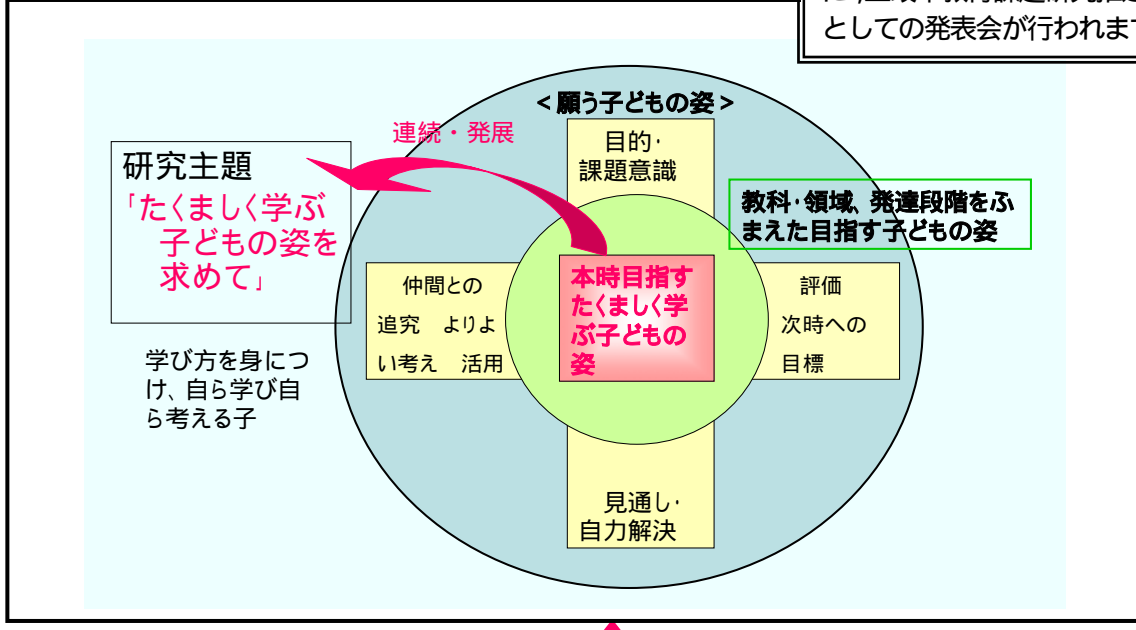 としての発表会が行われます
<願う子どもの姿>
連続・発展
目的・
課題意識
研究主題
「たくましく学ぶ
子どもの姿を
求めて」
教科・領域、発達段階をふ
まえた目指す子どもの姿
仲間との
追究 よりよ
い考え 活用
本時目指す
たくましく学
ぶ子どもの
姿
評価
次時への
目標
学び方を身につ
け、自ら学び自
ら考える子
見通し・
自力解決